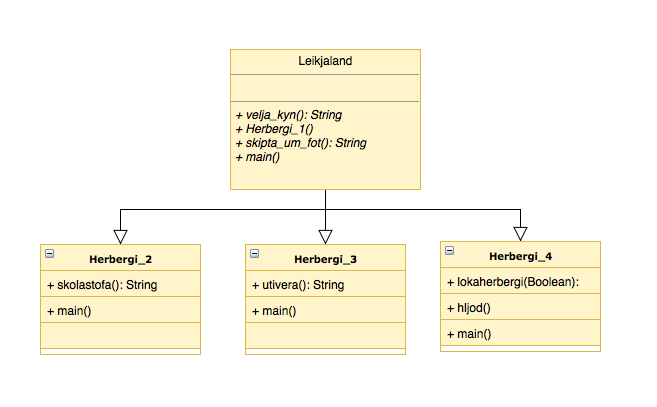 Leikjaland
+ velja_kyn(): String
+ Herbergi_1()
+ skipta_um_fot(): String
+ main()
Herbergi_2
+ skolastofa(): String
+ main()
Herbergi_3
+ utivera(): String
+ main()
Herbergi_4
+ lokaherbergi(Boolean):
+ hljod()
+ main()